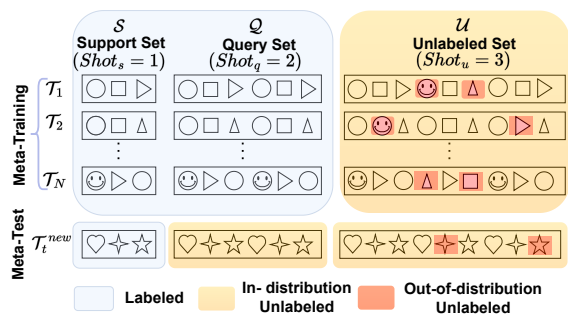 S Q U
Support Set Query Set Unlabeled Set
(Shot_s = 1) (Shot_q = 2) (Shot_u = 3)
Meta-Training
T_1
T_2
T_N
Meta-Test
T_t^new
Labeled
In- distribution
Unlabeled
Out-of-distribution
Unlabeled